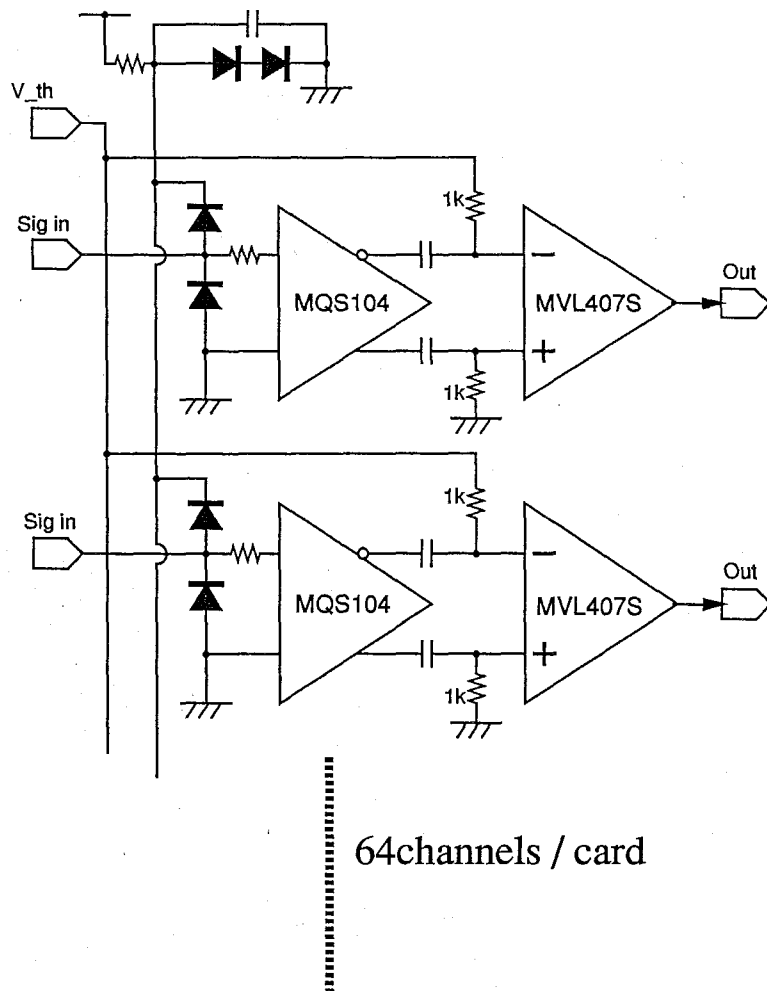 V_th
1k
Sig in
Out
MQS104
MVL407S
1k
1k
Sig in
Out
MQS104
MVL407S
1k
64channels / card